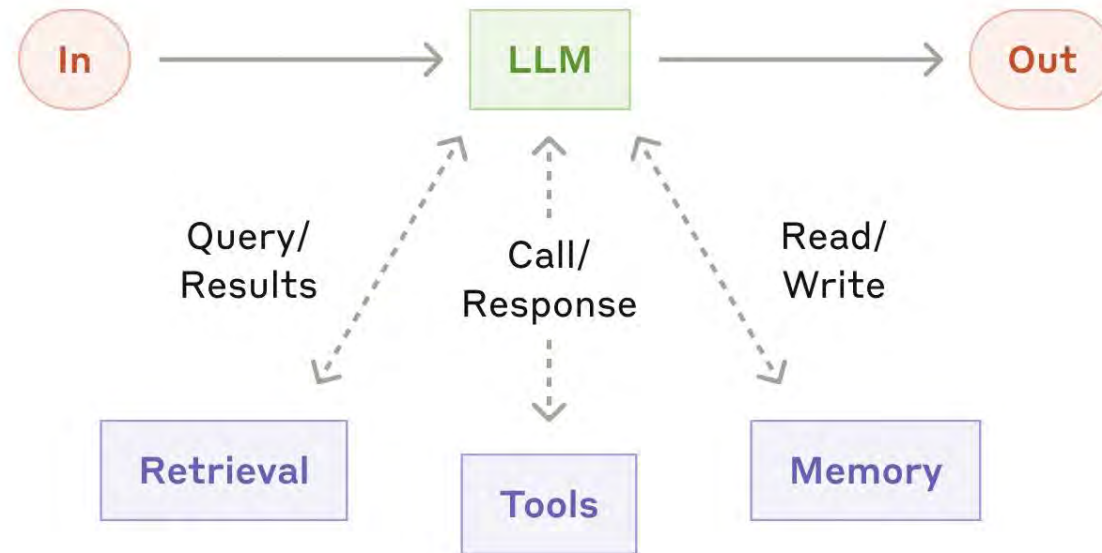 In
LLM
Out
Query/
Results
Call/
Response
Read/
Write
Retrieval
Tools
Memory